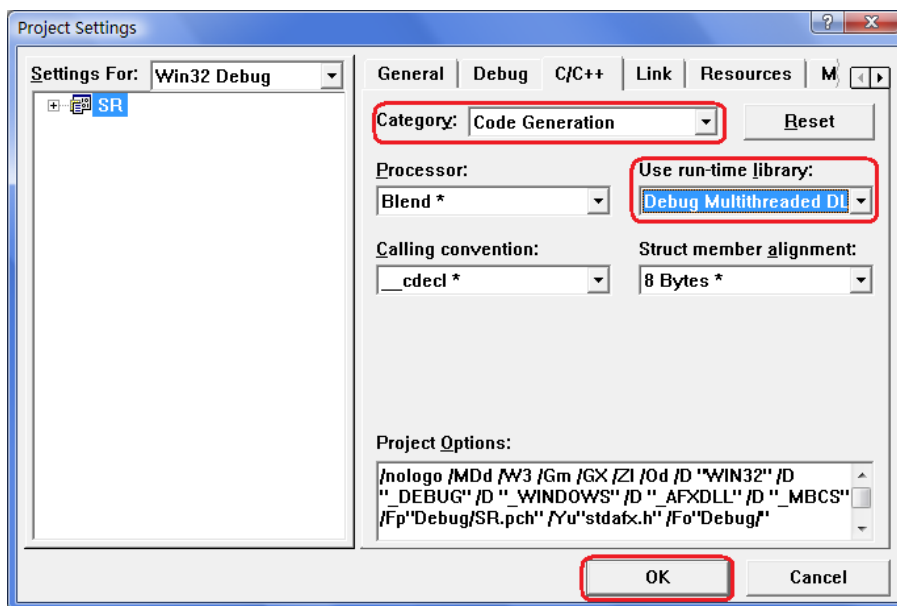 Project Settings
Settings For: Win32 Debug
SR
General Debug C/C++ Link Resources M
Category: Code Generation Reset
Processor: Use run-time library:
Blend * Debug Multithreaded DL
Calling convention: Struct member alignment:
__cdecl * 8 Bytes *
Project Options:
/nologo /MDd /W3 /Gm /GX /ZI /Od /D "WIN32" /D
"_DEBUG" /D "_WINDOWS" /D "_AFXDLL" /D "_MBCS"
/Fp"Debug/SR.pch" /Yu"stdafx.h" /Fo"Debug/"
OK Cancel